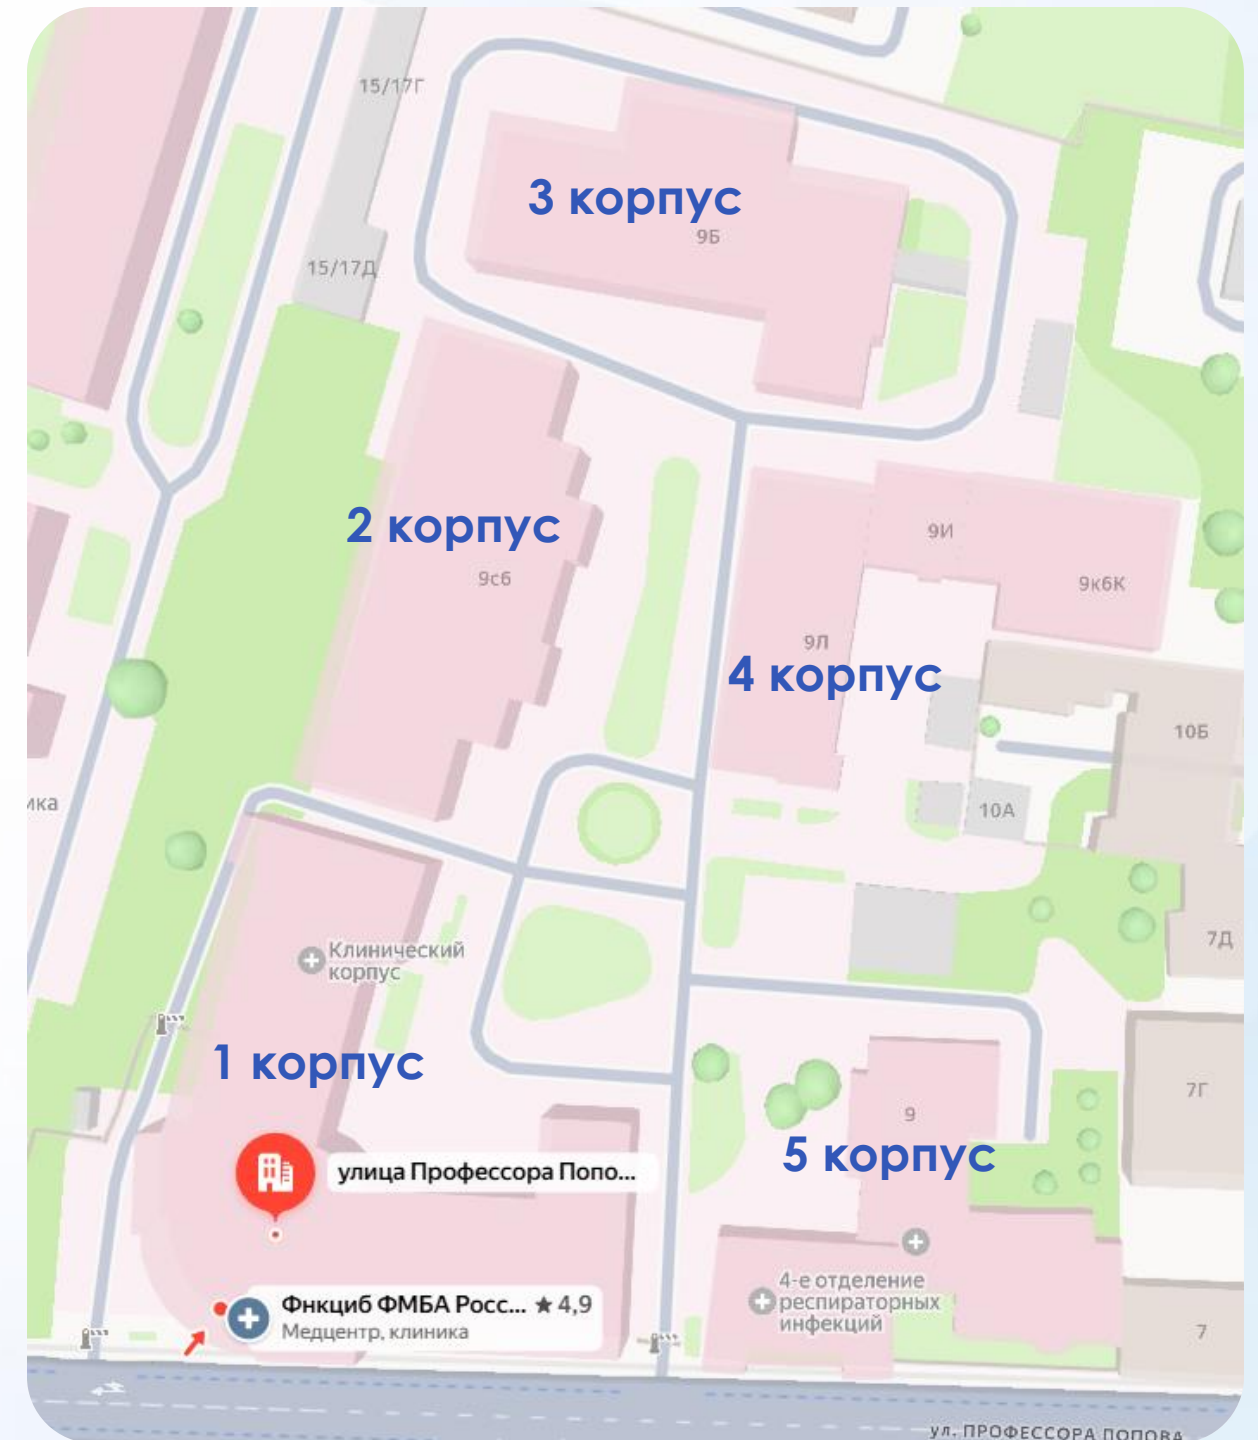 15/17Г
3 корпус
9Б
15/17Д
2 корпус
9с6
9И
9к6К
9Л
4 корпус
10Б
10А
ика
7Д
Клинический
корпус
1 корпус
7Г
9
5 корпус
улица Профессора Попо...
4-е отделение
респираторных
инфекций
Фнкциб ФМБА Росс... ★ 4,9
Медцентр, клиника
7
ул. ПРОФЕССОРА ПОПОВА